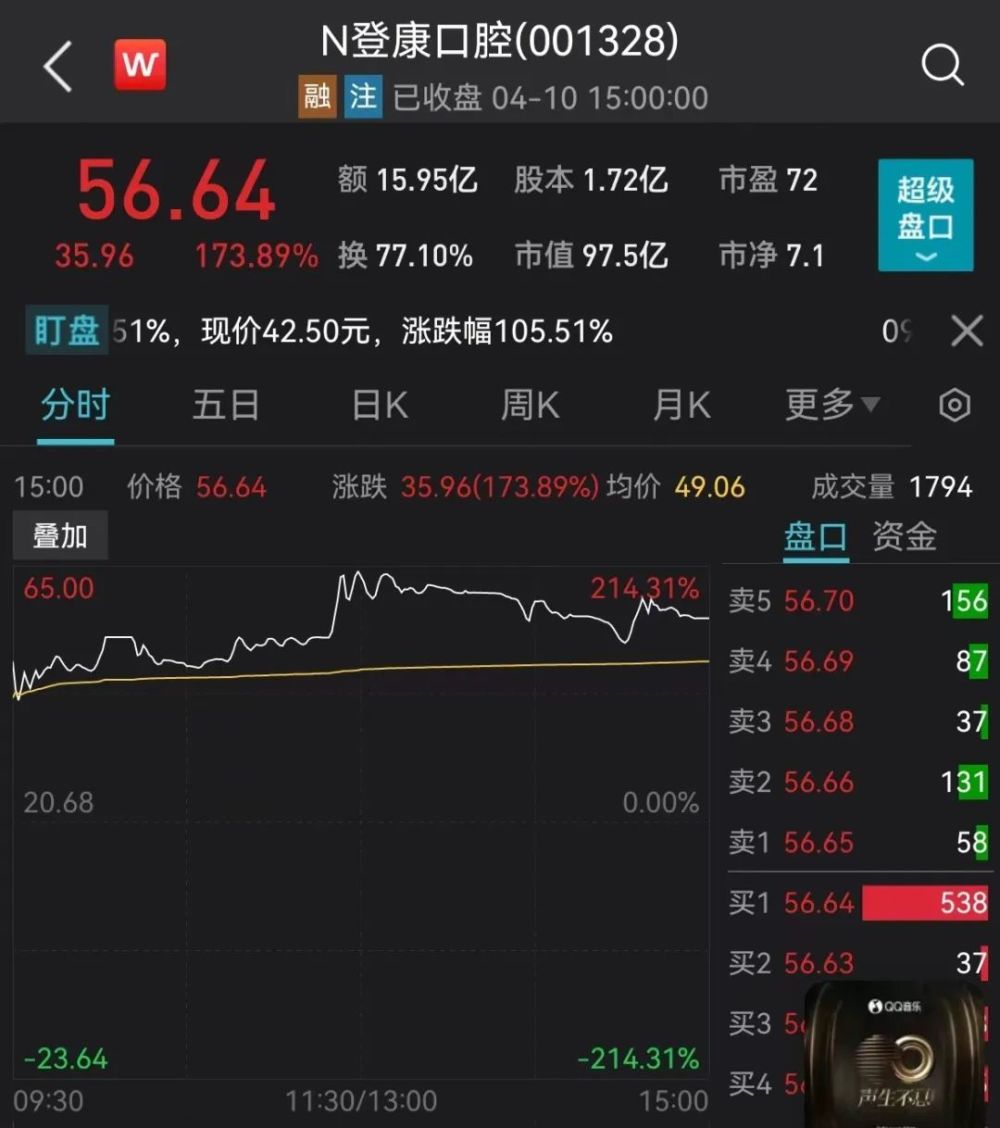 N登康口腔(001328)
W
融 注 已收盘 04-10 15:00:00
56.64
35.96 173.89%
额 15.95亿 股本 1.72亿 市盈 72
换 77.10% 市值 97.5亿 市净 7.1
超级
盘口
盯盘 51%，现价42.50元，涨跌幅105.51%
分时 五日 日K 周K 月K 更多
15:00 价格 56.64 涨跌 35.96(173.89%) 均价 49.06 成交量 1794
叠加
盘口 资金
65.00 214.31%
20.68 0.00%
-23.64 -214.31%
09:30 11:30/13:00 15:00
卖5 56.70 156
卖4 56.69 87
卖3 56.68 37
卖2 56.66 131
卖1 56.65 58
买1 56.64 538
买2 56.63 37
买3
买4
QQ音乐
声生不息